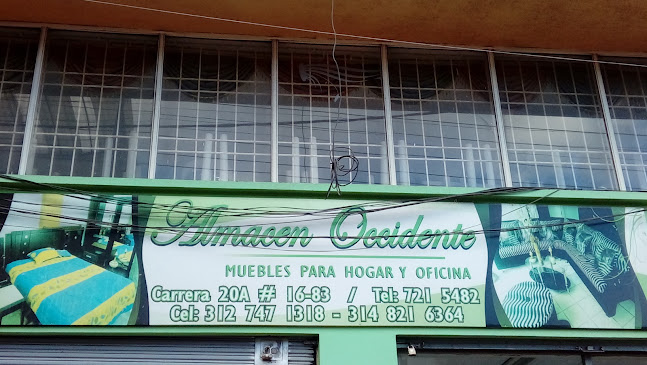 Almacen Occidente
MUEBLES PARA HOGAR Y OFICINA
Carrera 20A # 16-83 / Tel: 721 5482
Cel: 312 747 1318 - 314 821 6364